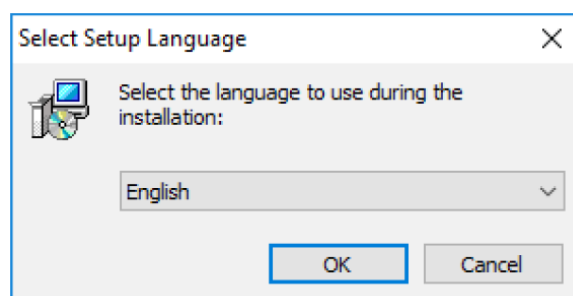 Select Setup Language
Select the language to use during the
installation:
English
OK
Cancel